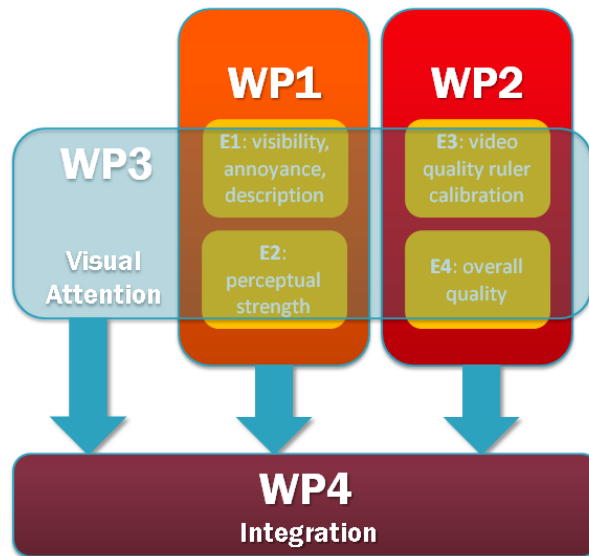 WP1
WP2
WP3
E1: visibility,
annoyance,
description
E3: video
quality ruler
calibration
Visual
Attention
E2:
perceptual
strength
E4: overall
quality
WP4
Integration